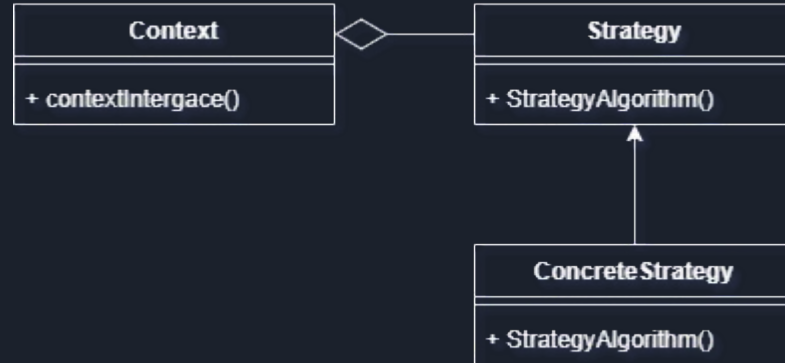 Context
+ contextIntergace()
Strategy
+ StrategyAlgorithm()
ConcreteStrategy
+ StrategyAlgorithm()